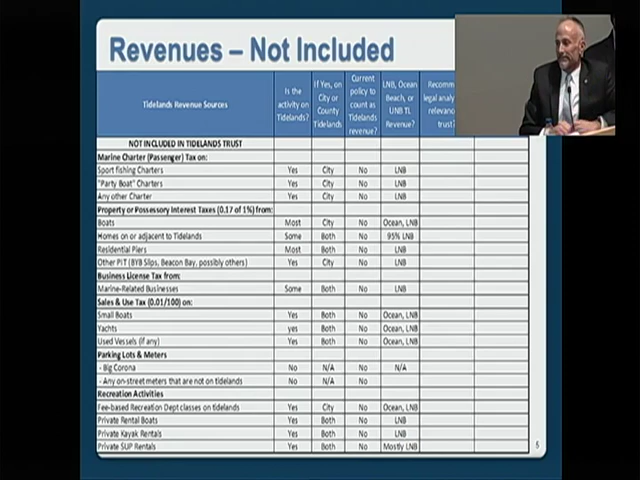 Revenues – Not Included
Tidelands Revenue Sources Is the activity on Tidelands? If Yes, on City or County Tidelands Current policy to count as Tidelands revenue? LNB, Ocean Beach, or UNB TL Revenue? Recomm legal analy relevanc trust?
NOT INCLUDED IN TIDELANDS TRUST
Marine Charter (Passenger) Tax on:
Sport fishing Charters Yes City No LNB
"Party Boat" Charters Yes City No LNB
Any other Charter Yes City No LNB
Property or Possessory Interest Taxes (0.17 of 1%) from:
Boats Most City No Ocean, LNB
Homes on or adjacent to Tidelands Some Both No 95% LNB
Residential Piers Most Both No LNB
Other PIT (BYB Slips, Beacon Bay, possibly others) Yes City No LNB
Business License Tax from:
Marine-Related Businesses Some Both No LNB
Sales & Use Tax (0.01/100) on:
Small Boats Yes Both No Ocean, LNB
Yachts yes Both No Ocean, LNB
Used Vessels (if any) Yes Both No Ocean, LNB
Parking Lots & Meters
- Big Corona No N/A No N/A
- Any on-street meters that are not on tidelands No N/A No
Recreation Activities
Fee-based Recreation Dept classes on tidelands Yes City No Ocean, LNB
Private Rental Boats Yes Both No LNB
Private Kayak Rentals Yes Both No LNB
Private SUP Rentals Yes Both No Mostly LNB
5